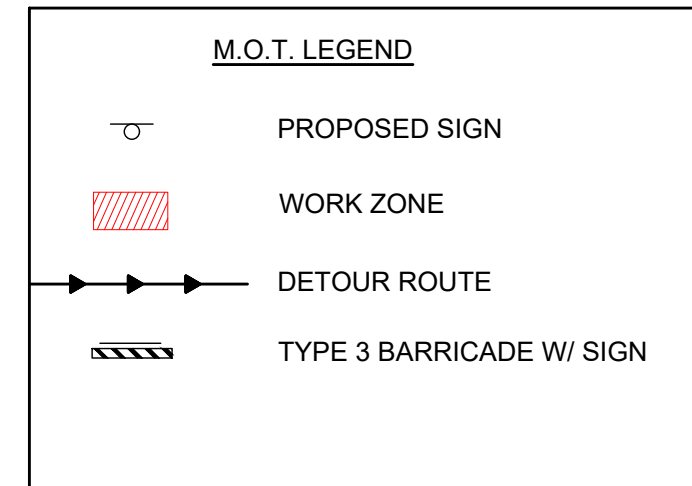 M.O.T. LEGEND
PROPOSED SIGN
WORK ZONE
DETOUR ROUTE
TYPE 3 BARRICADE W/ SIGN